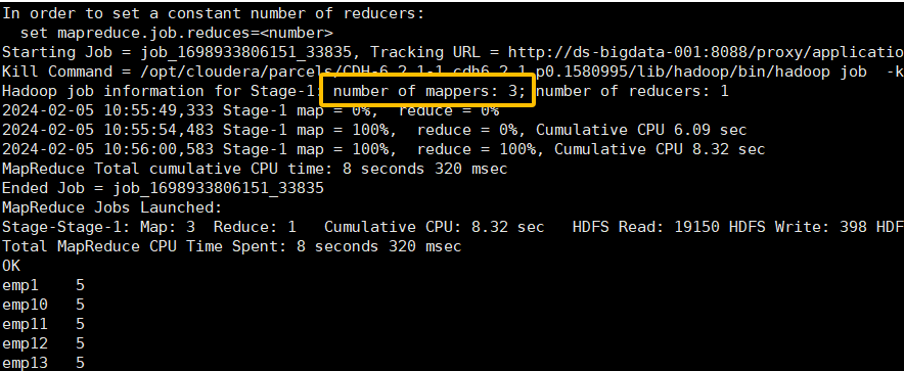 In order to set a constant number of reducers:
  set mapreduce.job.reduces=<number>
Starting Job = job_1698933806151_33835, Tracking URL = http://ds-bigdata-001:8088/proxy/applicatio
Kill Command = /opt/cloudera/parcels/CDH-6.2.1-1.cdh6.2.1.p0.1580995/lib/hadoop/bin/hadoop job  -k
Hadoop job information for Stage-1: number of mappers: 3; number of reducers: 1
2024-02-05 10:55:49,333 Stage-1 map = 0%,  reduce = 0%
2024-02-05 10:55:54,483 Stage-1 map = 100%,  reduce = 0%, Cumulative CPU 6.09 sec
2024-02-05 10:56:00,583 Stage-1 map = 100%,  reduce = 100%, Cumulative CPU 8.32 sec
MapReduce Total cumulative CPU time: 8 seconds 320 msec
Ended Job = job_1698933806151_33835
MapReduce Jobs Launched:
Stage-Stage-1: Map: 3  Reduce: 1   Cumulative CPU: 8.32 sec   HDFS Read: 19150 HDFS Write: 398 HDF
Total MapReduce CPU Time Spent: 8 seconds 320 msec
OK
emp1    5
emp10   5
emp11   5
emp12   5
emp13   5